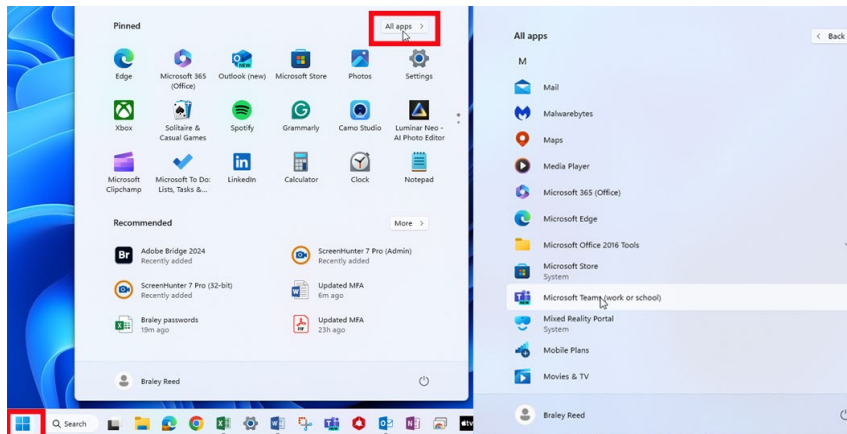 Pinned
All apps >
Edge
Microsoft 365
(Office)
Outlook (new)
Microsoft Store
Photos
Settings
Xbox
Solitaire &
Casual Games
Spotify
Grammarly
Camo Studio
Luminar Neo -
AI Photo Editor
Microsoft
Clipchamp
Microsoft To Do:
Lists, Tasks &...
LinkedIn
Calculator
Clock
Notepad
Recommended
More >
Adobe Bridge 2024
Recently added
ScreenHunter 7 Pro (Admin)
Recently added
ScreenHunter 7 Pro (32-bit)
Recently added
Updated MFA
6m ago
Braley passwords
19m ago
Updated MFA
23h ago
Braley Reed
Search
All apps
< Back
M
Mail
Malwarebytes
Maps
Media Player
Microsoft 365 (Office)
Microsoft Edge
Microsoft Office 2016 Tools
Microsoft Store
System
Microsoft Teams (work or school)
Mixed Reality Portal
System
Mobile Plans
Movies & TV
Braley Reed